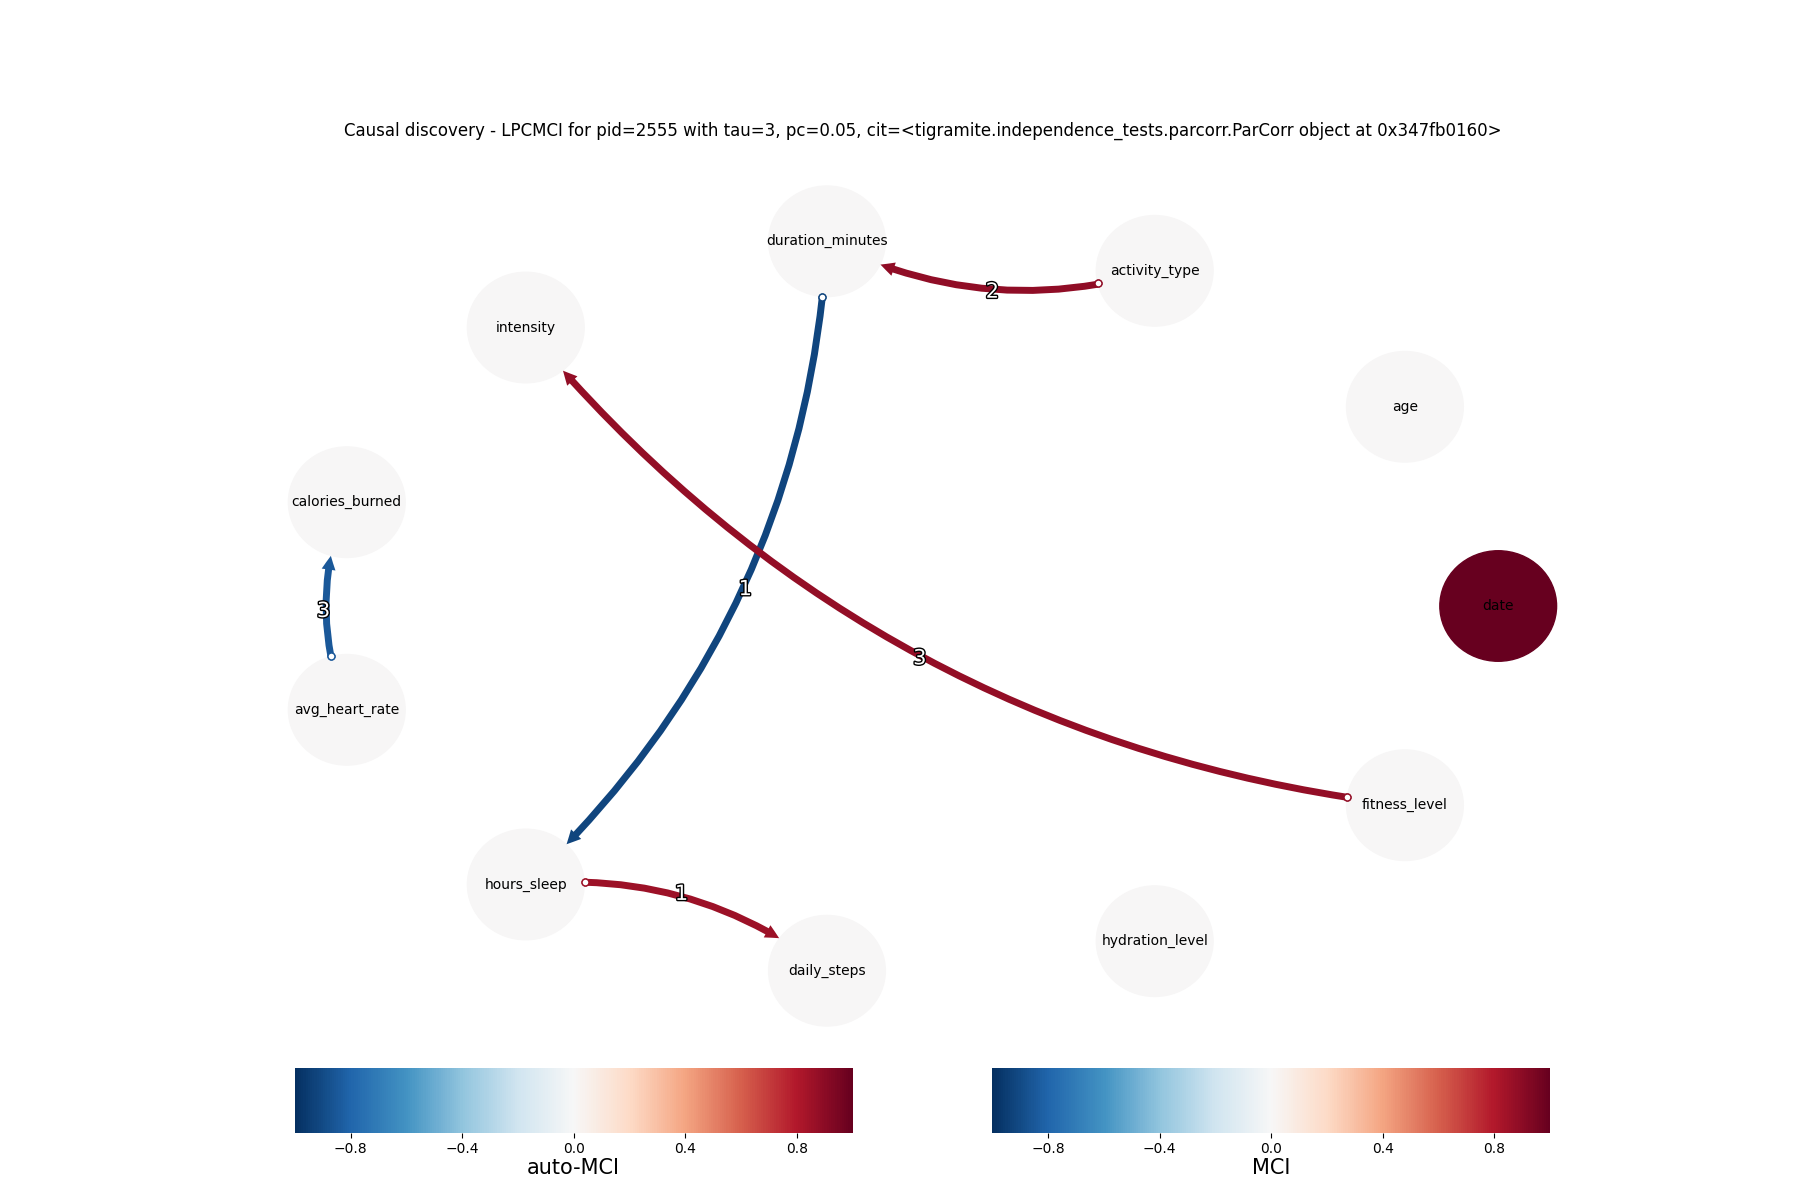 Causal discovery - LPCMCI for pid=2555 with tau=3, pc=0.05, cit=<tigramite.independence_tests.parcorr.ParCorr object at 0x347fb0160>
duration_minutes
activity_type
2
intensity
age
calories_burned
date
1
3
3
avg_heart_rate
fitness_level
hours_sleep
1
hydration_level
daily_steps
−0.8 −0.4 0.0 0.4 0.8
auto-MCI
−0.8 −0.4 0.0 0.4 0.8
MCI